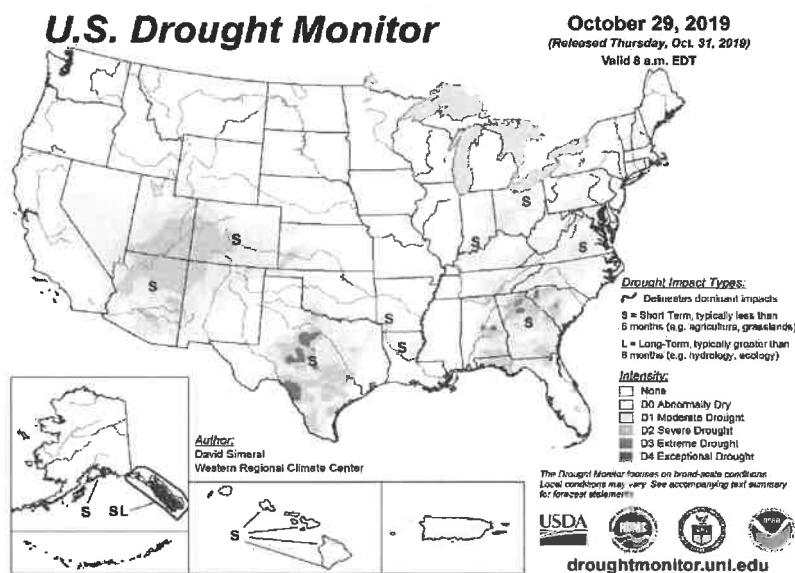 U.S. Drought Monitor
October 29, 2019
(Released Thursday, Oct. 31, 2019)
Valid 8 a.m. EDT
S
S
S
S
S
S
S
S
S
Drought Impact Types:
Delineates dominant impacts
S = Short Term, typically less than
6 months (e.g. agriculture, grasslands)
L = Long-Term, typically greater than
6 months (e.g. hydrology, ecology)
Intensity:
None
D0 Abnormally Dry
D1 Moderate Drought
D2 Severe Drought
D3 Extreme Drought
D4 Exceptional Drought
Author:
David Simeral
Western Regional Climate Center
S
SL
S
The Drought Monitor focuses on broad-scale conditions.
Local conditions may vary. See accompanying text summary
for forecast statements.
USDA
droughtmonitor.unl.edu